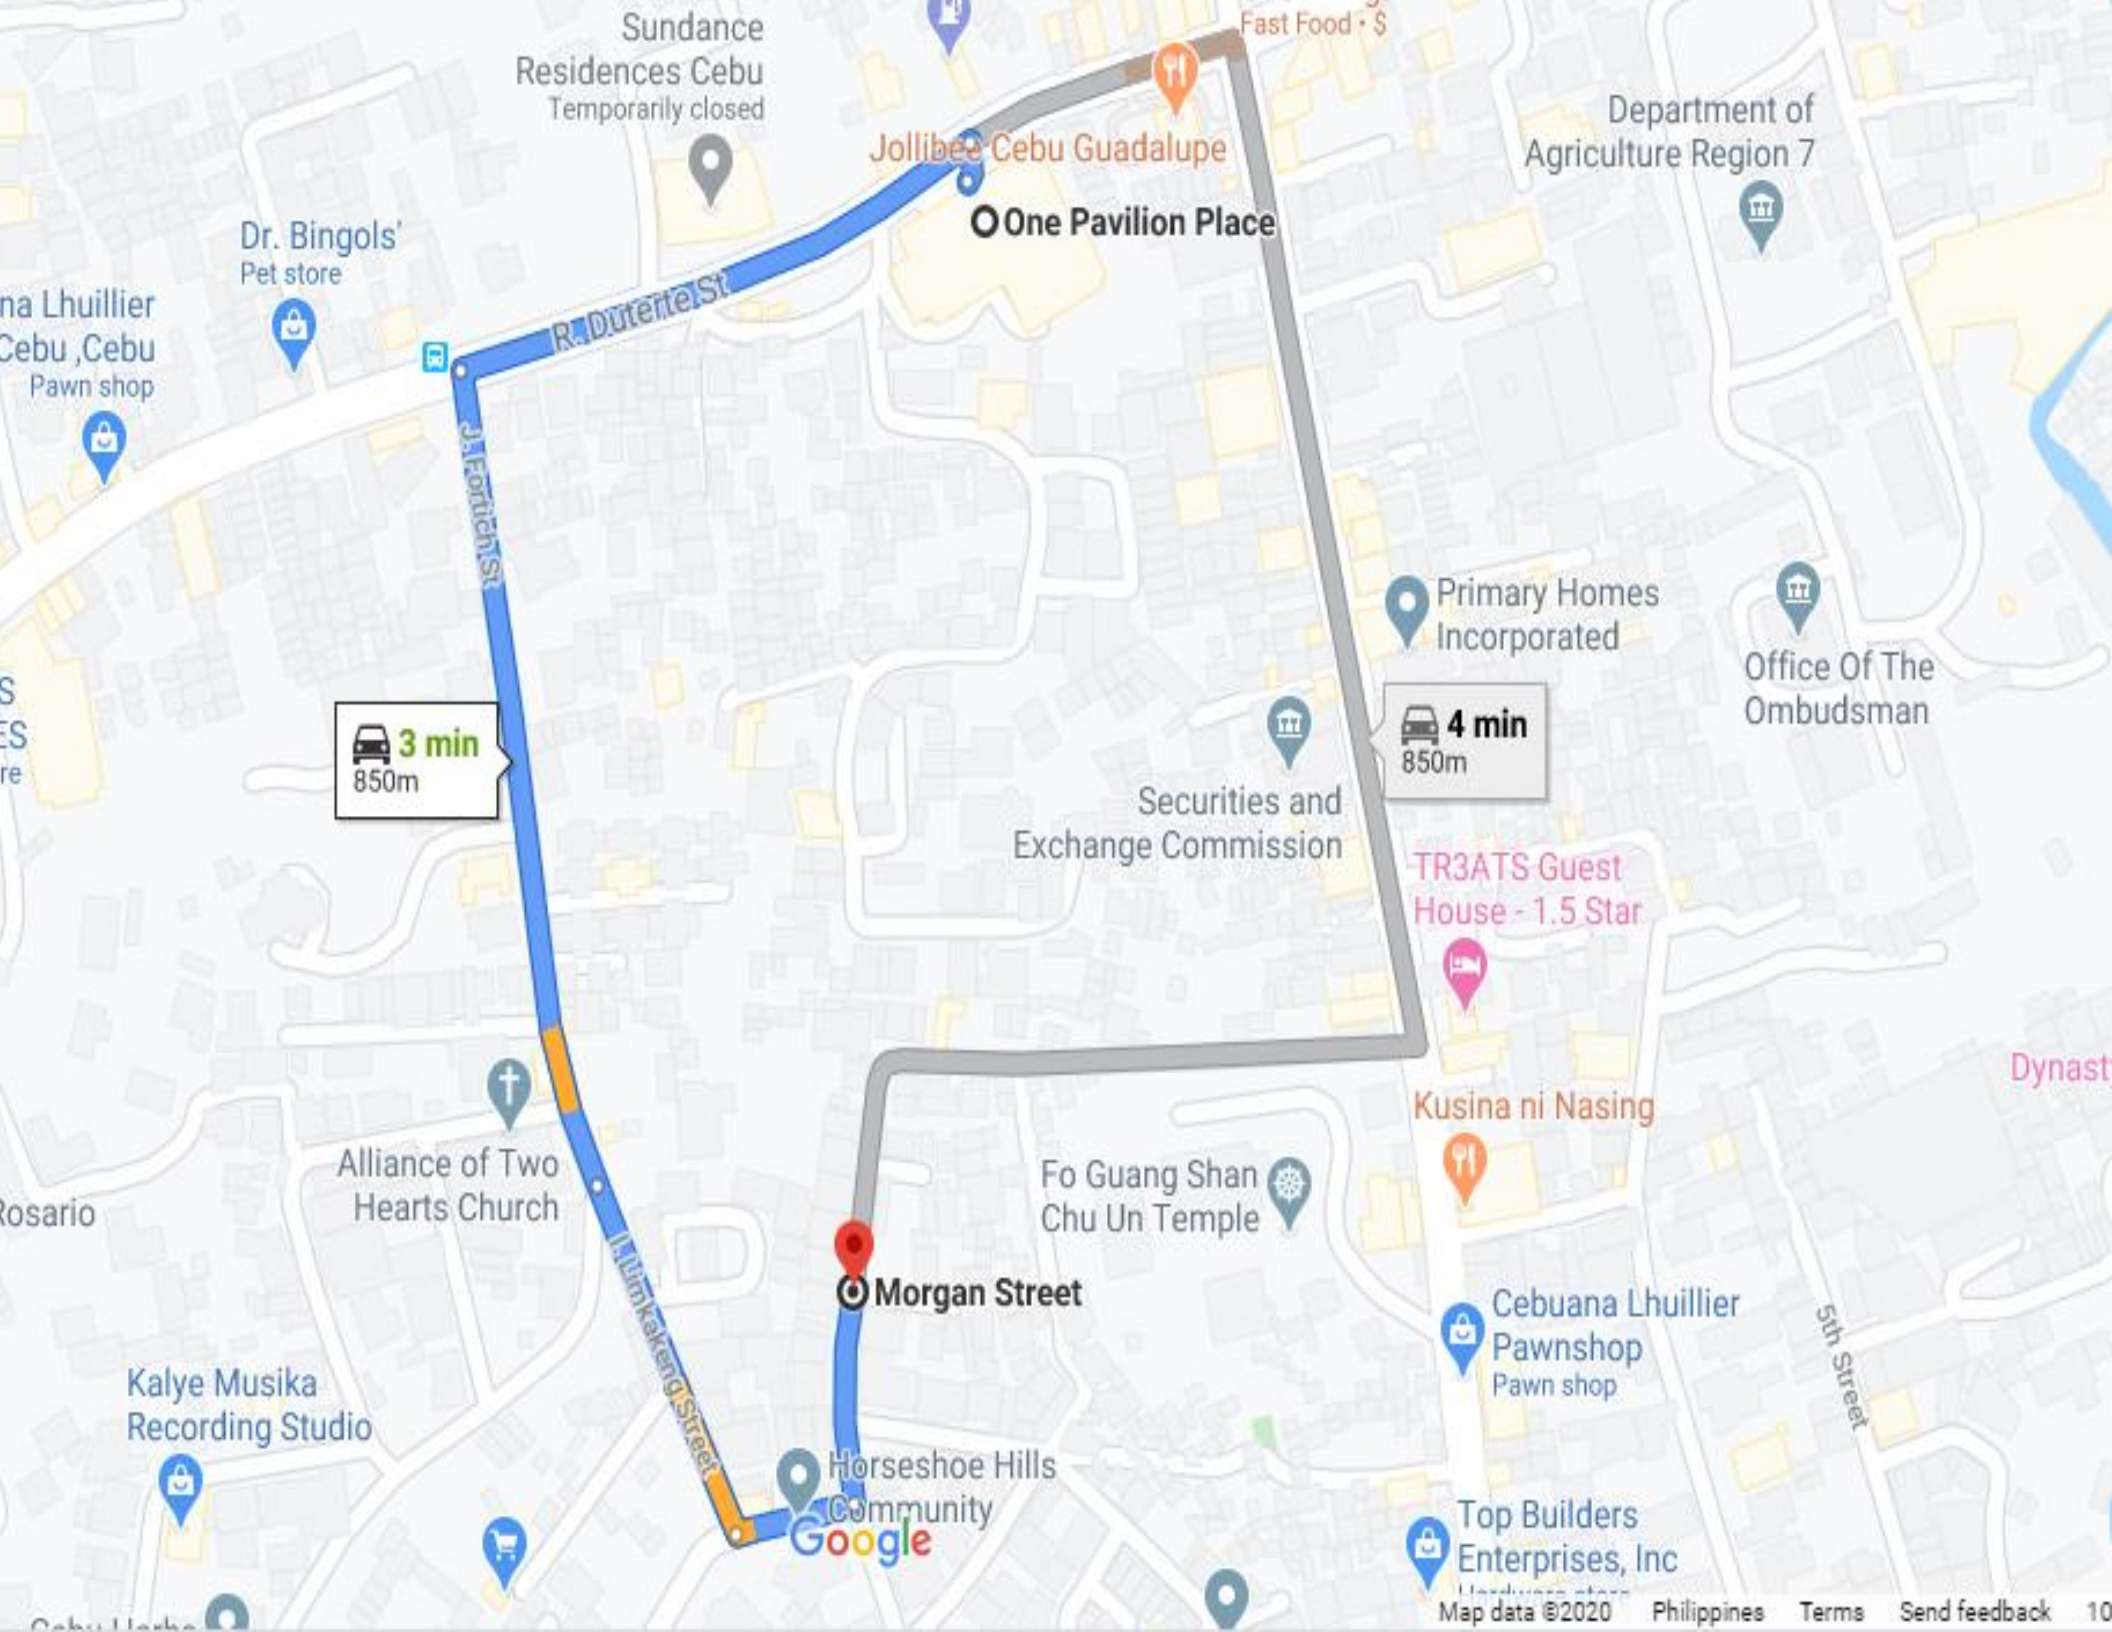 Fast Food · $
Sundance
Residences Cebu
Temporarily closed
Department of
Agriculture Region 7
Jollibee Cebu Guadalupe
One Pavilion Place
Dr. Bingols'
Pet store
na Lhuillier
Cebu ,Cebu
Pawn shop
R. Duterte St
J. Fortich St
Primary Homes
Incorporated
Office Of The
Ombudsman
S
ES
re
3 min
850m
4 min
850m
Securities and
Exchange Commission
TR3ATS Guest
House - 1.5 Star
Dynast
Kusina ni Nasing
Alliance of Two
Hearts Church
Fo Guang Shan
Chu Un Temple
Rosario
I. Limkakeng Street
Morgan Street
Cebuana Lhuillier
Pawnshop
Pawn shop
5th Street
Kalye Musika
Recording Studio
Horseshoe Hills
Community
Google
Top Builders
Enterprises, Inc
Hardware store
Map data ©2020 Philippines Terms Send feedback 10